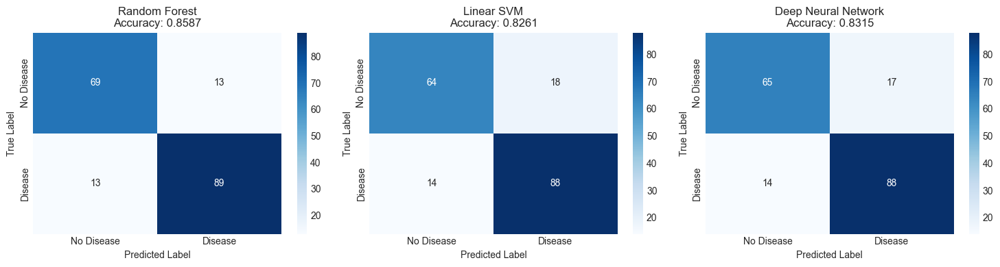 Random Forest
Accuracy: 0.8587
No Disease
69
13
Disease
13
89
True Label
No Disease
Disease
Predicted Label
80
70
60
50
40
30
20
Linear SVM
Accuracy: 0.8261
No Disease
64
18
Disease
14
88
True Label
No Disease
Disease
Predicted Label
80
70
60
50
40
30
20
Deep Neural Network
Accuracy: 0.8315
No Disease
65
17
Disease
14
88
True Label
No Disease
Disease
Predicted Label
80
70
60
50
40
30
20